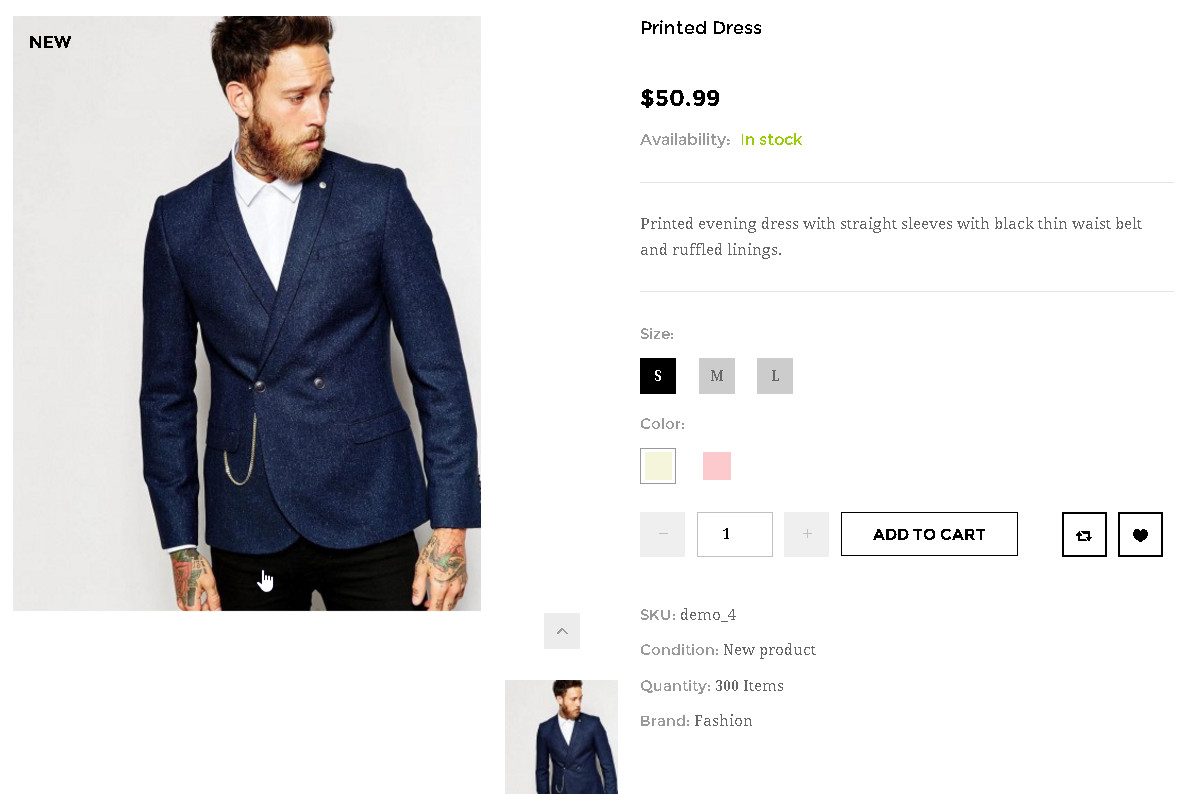 NEW
Printed Dress
$50.99
Availability: In stock
Printed evening dress with straight sleeves with black thin waist belt
and ruffled linings.
Size:
S M L
Color:
− 1 + ADD TO CART
SKU: demo_4
Condition: New product
Quantity: 300 Items
Brand: Fashion